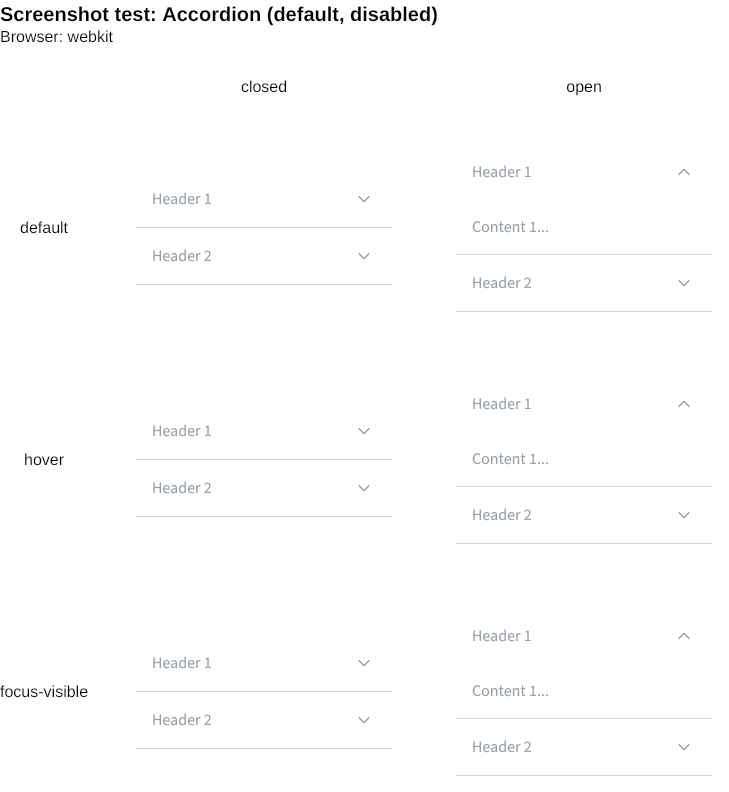 Screenshot test: Accordion (default, disabled)
Browser: webkit
closed
open
default
Header 1
Header 2
Header 1
Content 1...
Header 2
hover
Header 1
Header 2
Header 1
Content 1...
Header 2
focus-visible
Header 1
Header 2
Header 1
Content 1...
Header 2